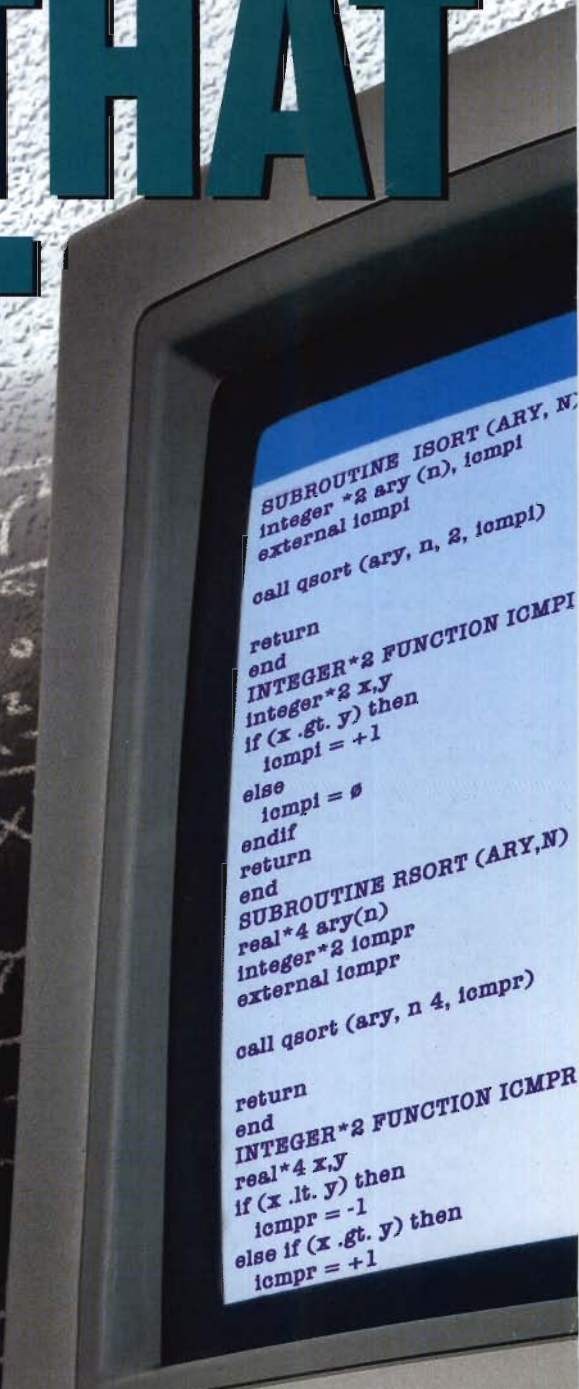 THAT
SUBROUTINE ISORT (ARY, N)
integer *2 ary (n), icmpi
external icmpi
call qsort (ary, n, 2, icmpi)
return
end
INTEGER*2 FUNCTION ICMPI
integer*2 x,y
if (x .gt. y) then
icmpi = +1
else
icmpi = ø
endif
return
end
SUBROUTINE RSORT (ARY,N)
real*4 ary(n)
integer*2 icmpr
external icmpr
call qsort (ary, n 4, icmpr)
return
end
INTEGER*2 FUNCTION ICMPR
real*4 x,y
if (x .lt. y) then
icmpr = -1
else if (x .gt. y) then
icmpr = +1